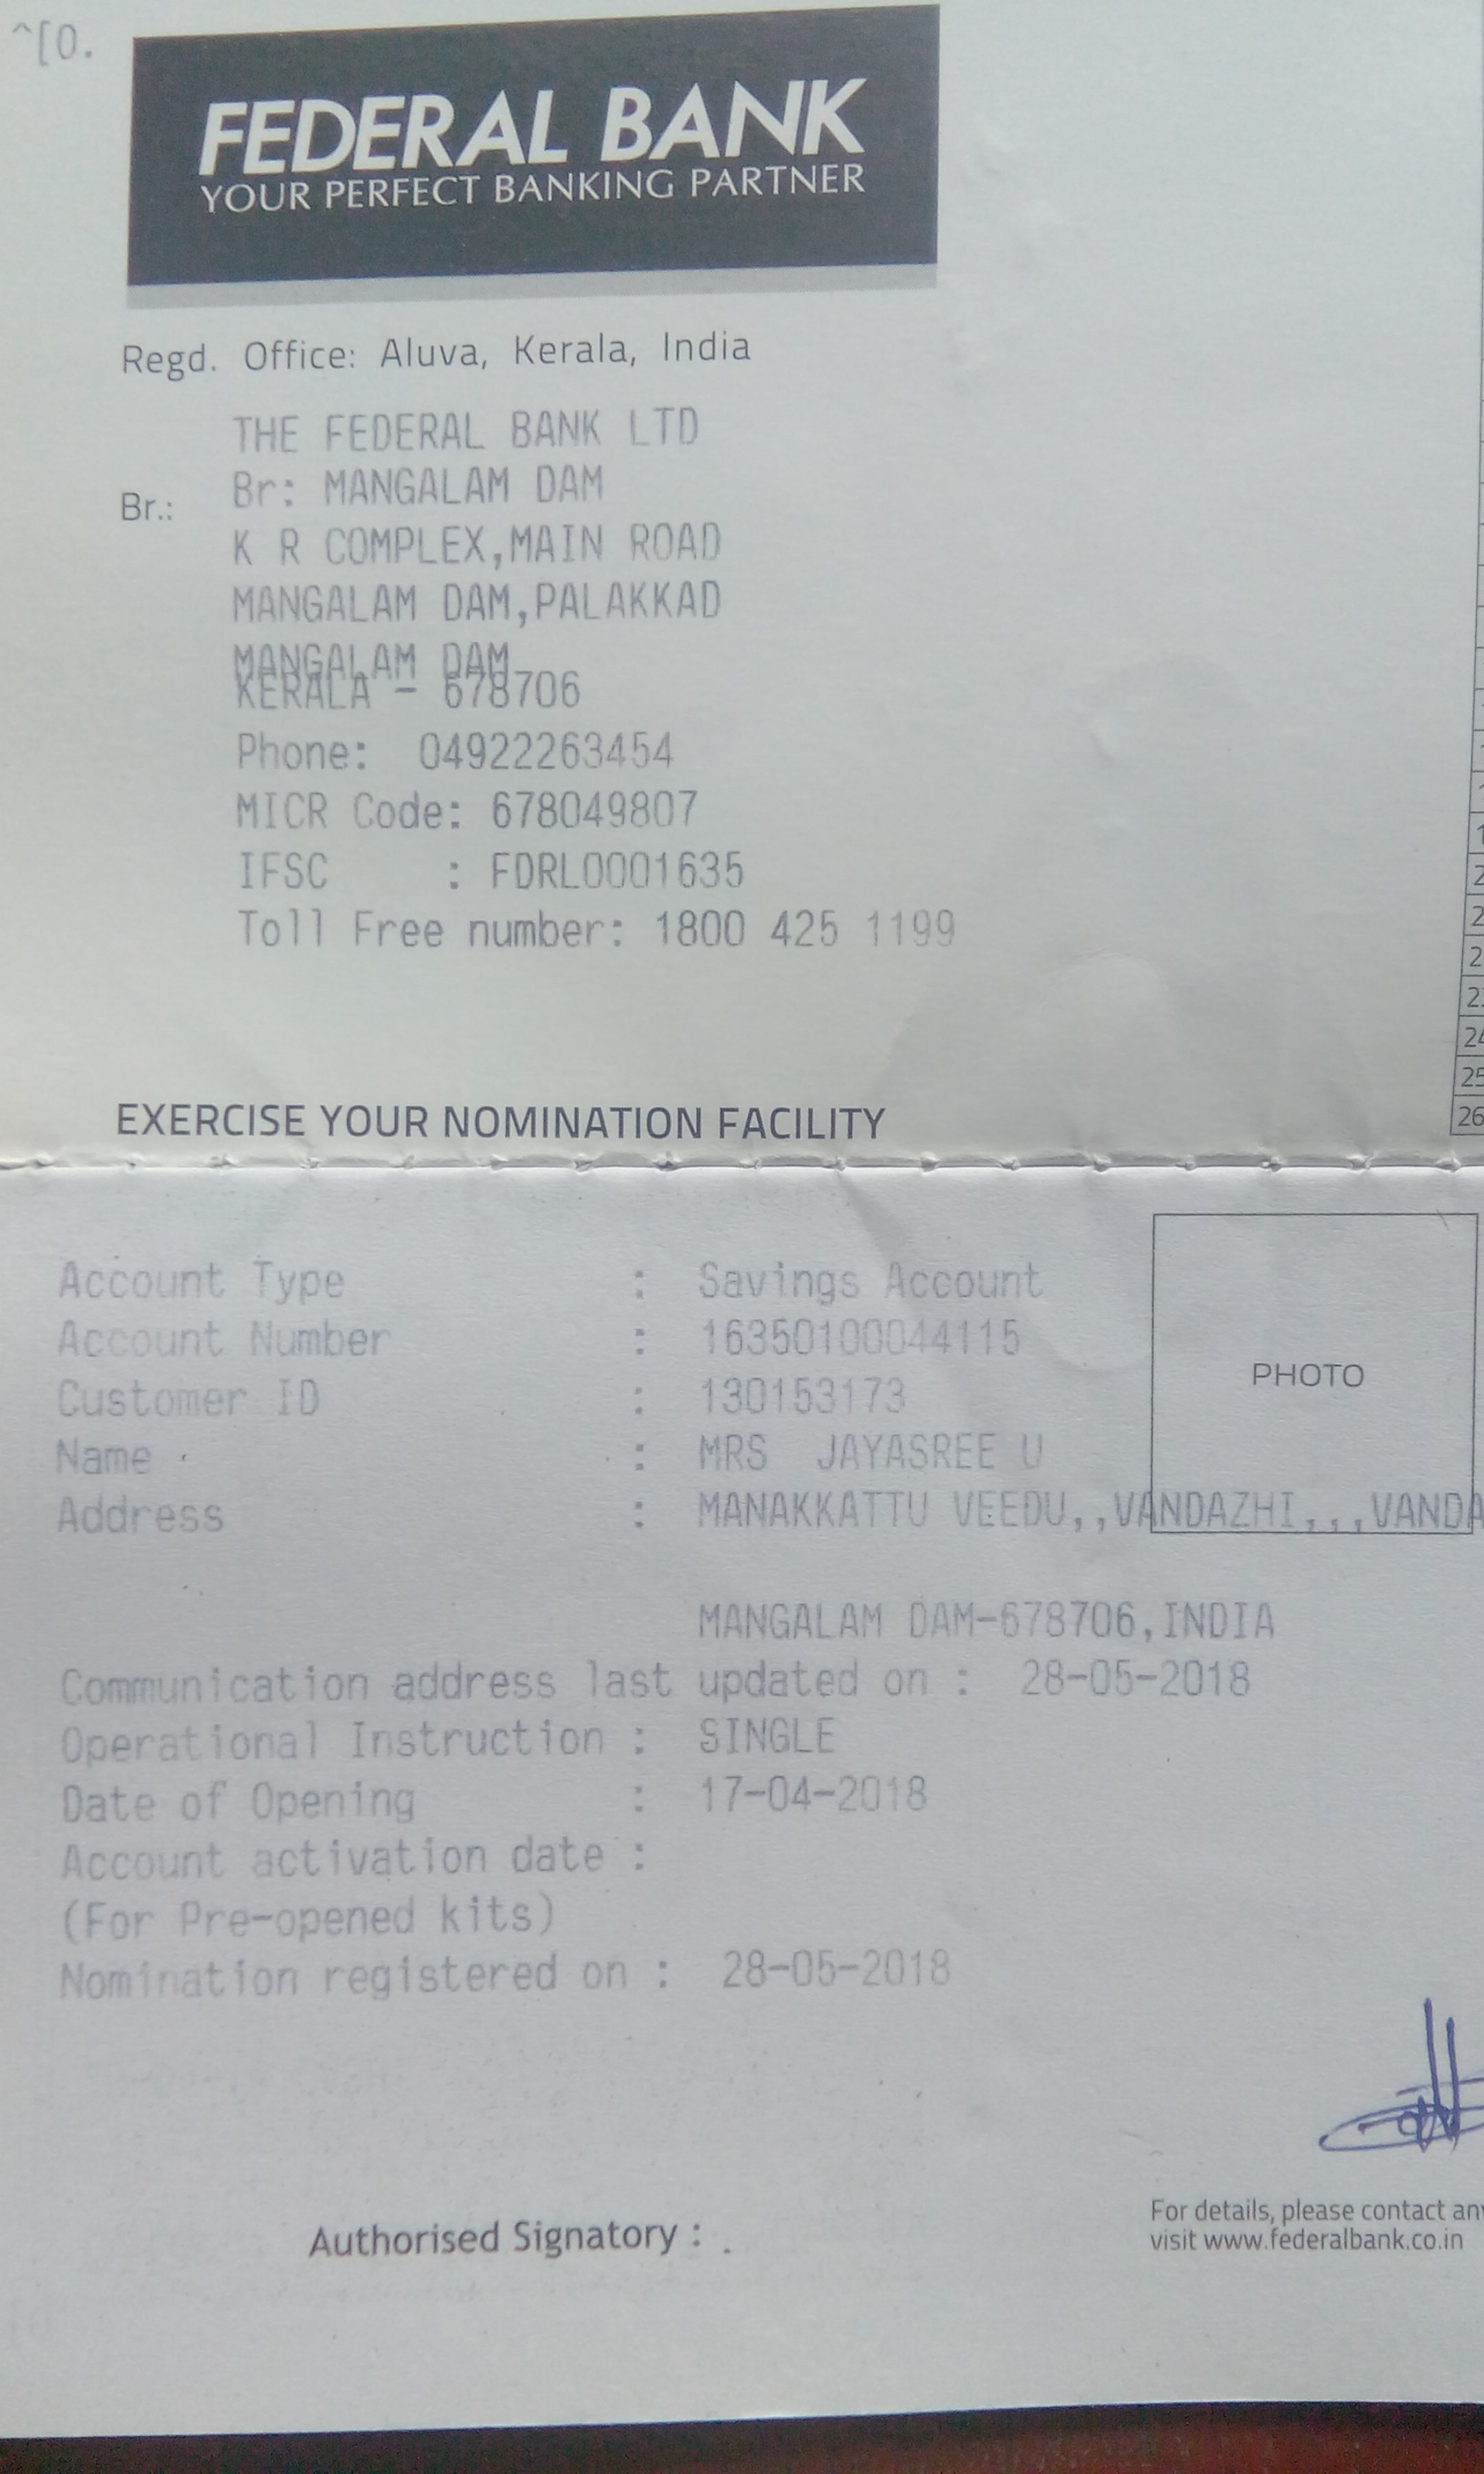 ^[0.
FEDERAL BANK
YOUR PERFECT BANKING PARTNER
Regd. Office: Aluva, Kerala, India
THE FEDERAL BANK LTD
Br.: Br: MANGALAM DAM
K R COMPLEX,MAIN ROAD
MANGALAM DAM,PALAKKAD
MANGALAM DAM
KERALA - 678706
Phone: 04922263454
MICR Code: 678049807
IFSC : FDRL0001635
Toll Free number: 1800 425 1199
EXERCISE YOUR NOMINATION FACILITY
24
25
26
Account Type : Savings Account
Account Number : 16350100044115
Customer ID : 130153173
Name : MRS JAYASREE U
Address : MANAKKATTU VEEDU,,VANDAZHI,,,VANDA
PHOTO
MANGALAM DAM-678706,INDIA
Communication address last updated on : 28-05-2018
Operational Instruction : SINGLE
Date of Opening : 17-04-2018
Account activation date :
(For Pre-opened kits)
Nomination registered on : 28-05-2018
Authorised Signatory :
For details, please contact any
visit www.federalbank.co.in